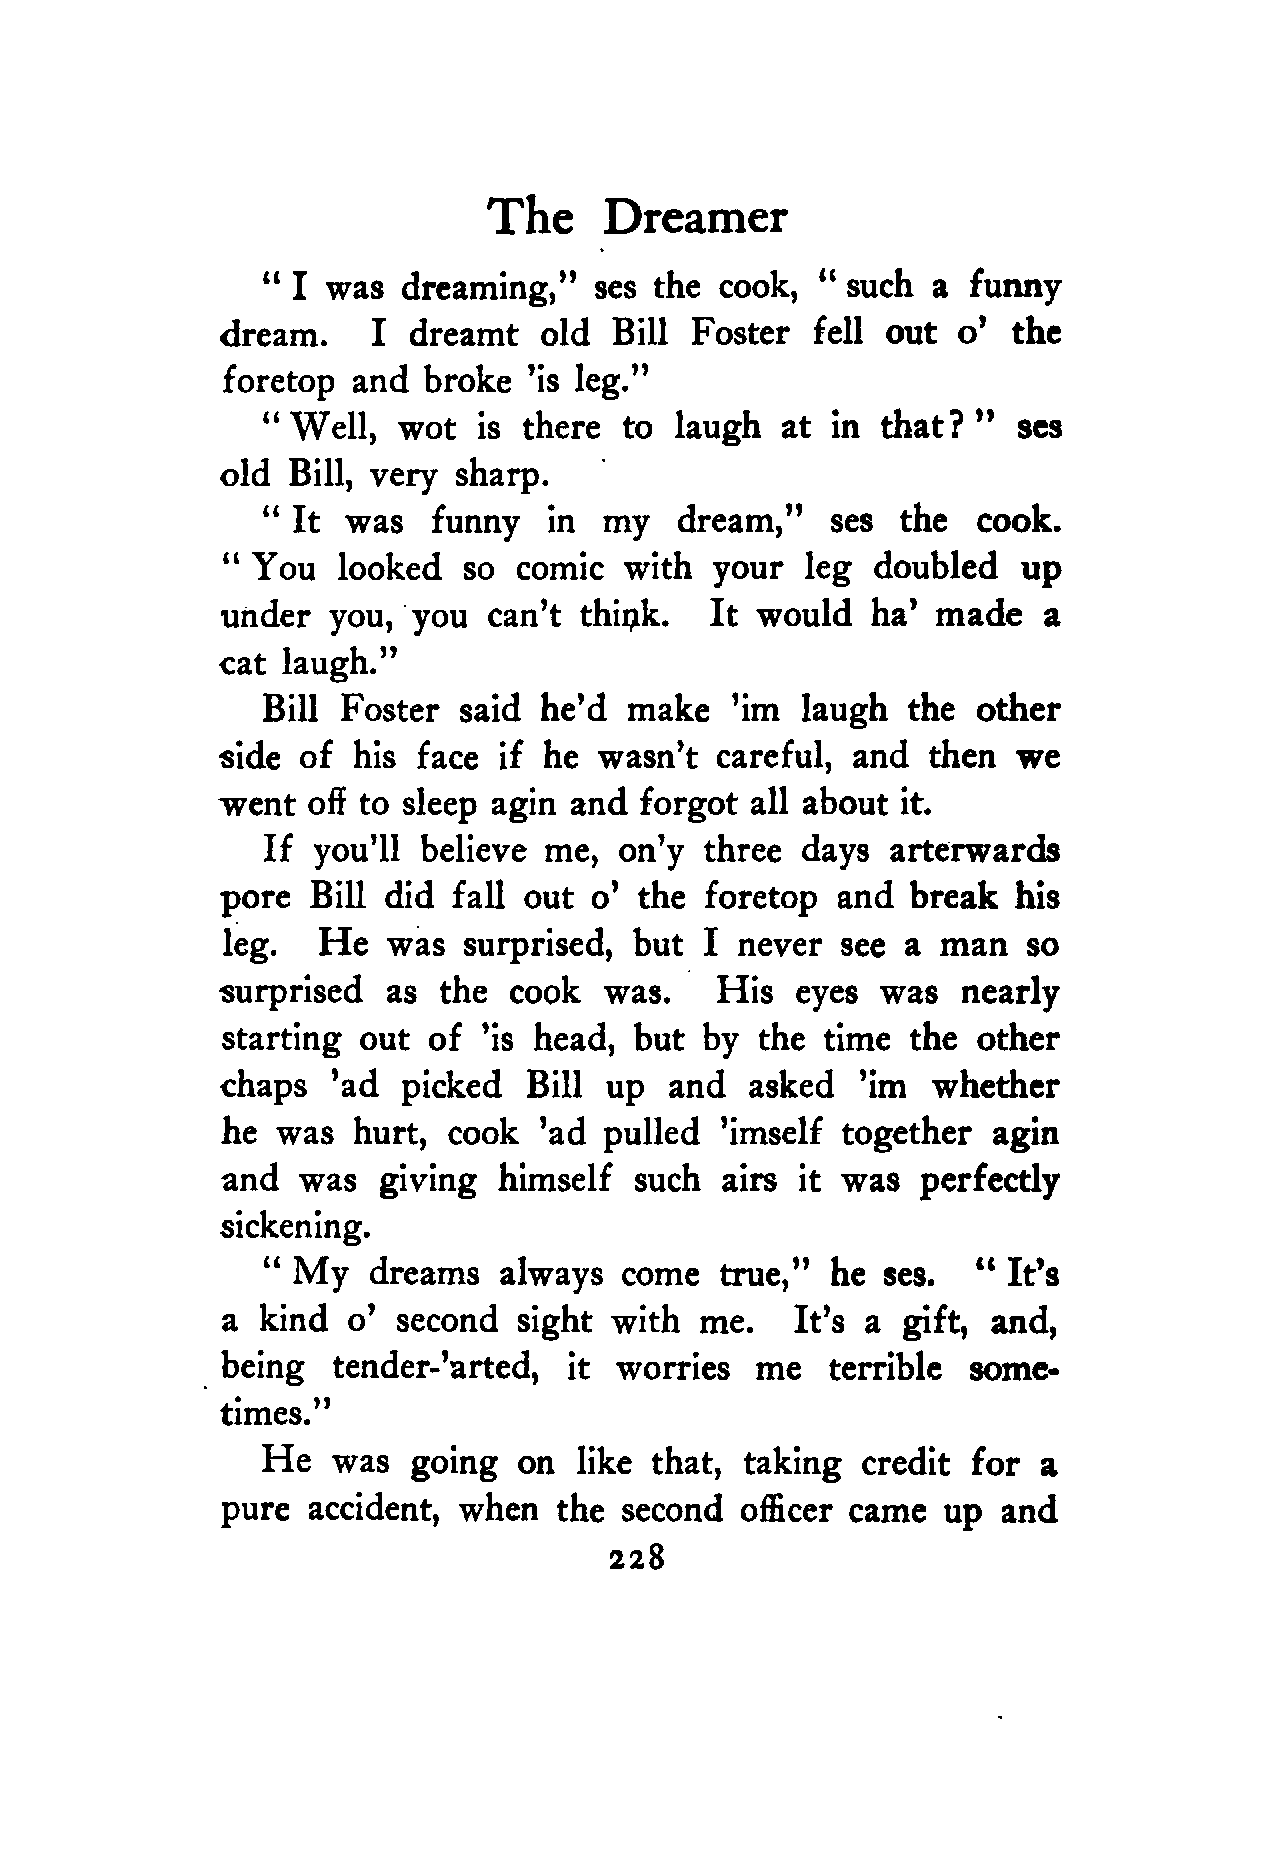 The Dreamer
" I was dreaming," ses the cook, " such a funny
dream. I dreamt old Bill Foster fell out o' the
foretop and broke 'is leg."
" Well, wot is there to laugh at in that? " ses
old Bill, very sharp.
" It was funny in my dream," ses the cook.
" You looked so comic with your leg doubled up
under you, you can't think. It would ha' made a
cat laugh."
Bill Foster said he'd make 'im laugh the other
side of his face if he wasn't careful, and then we
went off to sleep agin and forgot all about it.
If you'll believe me, on'y three days arterwards
pore Bill did fall out o' the foretop and break his
leg. He was surprised, but I never see a man so
surprised as the cook was. His eyes was nearly
starting out of 'is head, but by the time the other
chaps 'ad picked Bill up and asked 'im whether
he was hurt, cook 'ad pulled 'imself together agin
and was giving himself such airs it was perfectly
sickening.
" My dreams always come true," he ses. " It's
a kind o' second sight with me. It's a gift, and,
being tender-'arted, it worries me terrible some-
times."
He was going on like that, taking credit for a
pure accident, when the second officer came up and
228